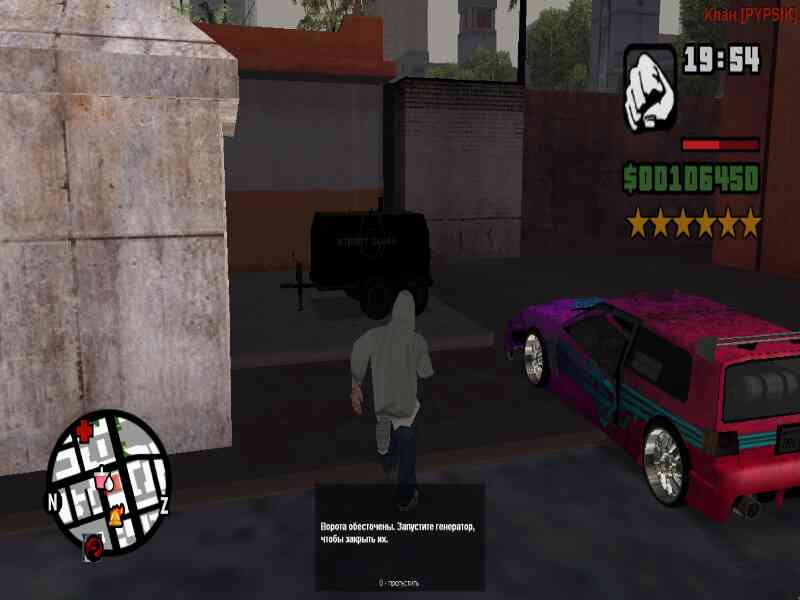 Клан [PYPSIK]
19:54
$00106450
N
Z
Ворота обесточены. Запустите генератор,
чтобы закрыть их.
0 - пропустить